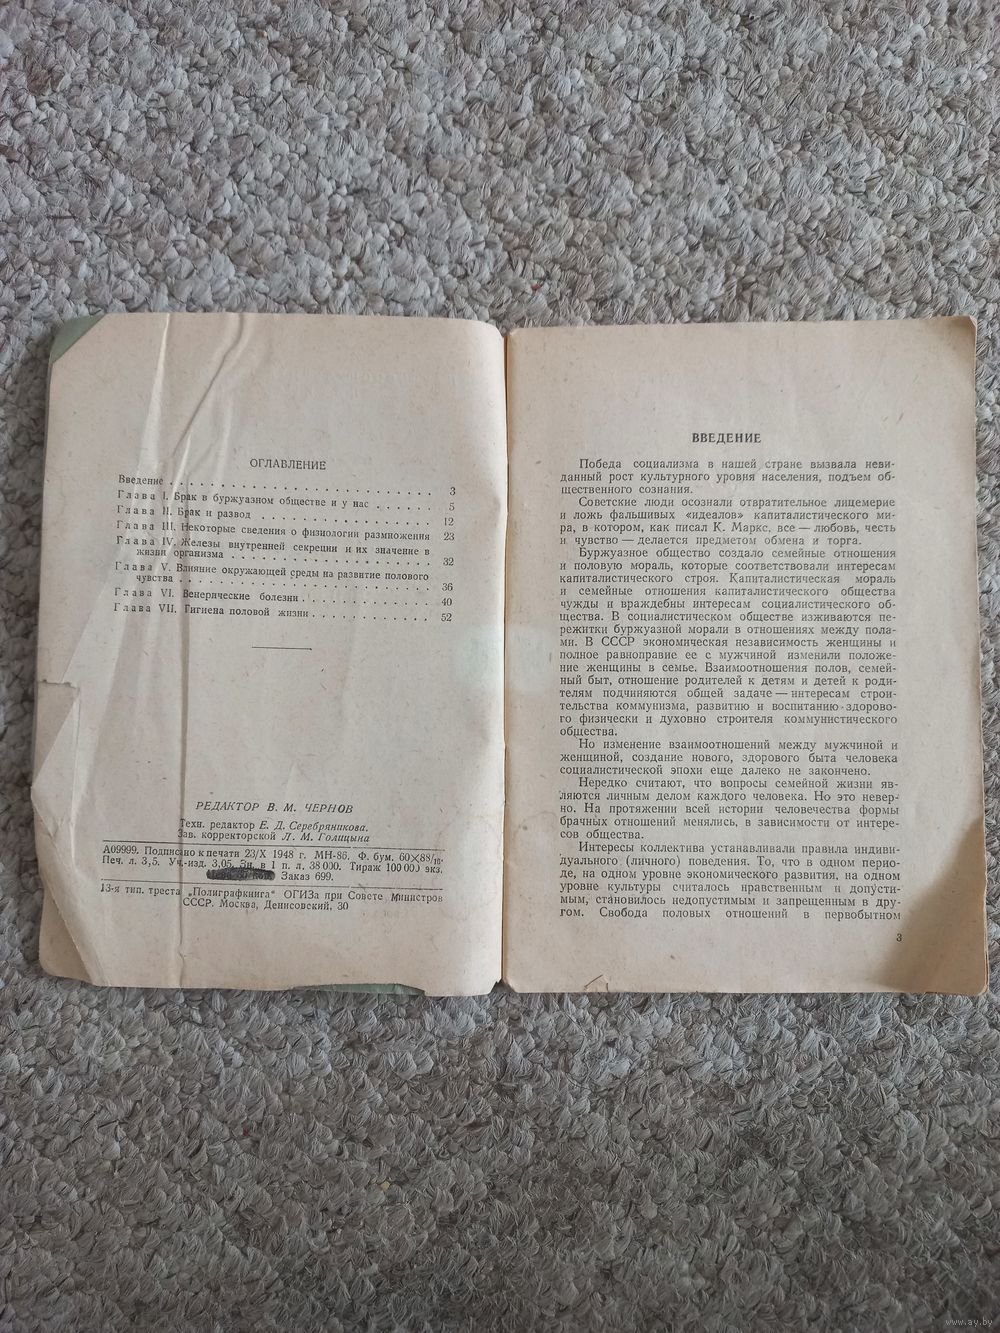 ОГЛАВЛЕНИЕ
Введение . . . . . . . . . . . . . . . . . . . . . . . . 3
Глава I. Брак в буржуазном обществе и у нас . . . . . . 5
Глава II. Брак и развод . . . . . . . . . . . . . . . . 12
Глава III. Некоторые сведения о физиологии размножения 23
Глава IV. Железы внутренней секреции и их значение в
жизни организма . . . . . . . . . . . . . . . . . 32
Глава V. Влияние окружающей среды на развитие полового
чувства . . . . . . . . . . . . . . . . . . . . . 36
Глава VI. Венерические болезни . . . . . . . . . . . . 40
Глава VII. Гигиена половой жизни . . . . . . . . . . . 52
РЕДАКТОР В. М. ЧЕРНОВ
Техн. редактор Е. Д. Серебряникова.
Зав. корректорской Л. М. Голицына
А09999. Подписано к печати 23/X 1948 г. МН-86. Ф. бум. 60×88/16.
Печ. л. 3,5. Уч.-изд. 3,05. Зн. в 1 п. л. 38 000. Тираж 100 000 экз.
Заказ 699.
13-я тип. треста „Полиграфкнига“ ОГИЗа при Совете Министров
СССР. Москва, Денисовский, 30
ВВЕДЕНИЕ
Победа социализма в нашей стране вызвала неви-
данный рост культурного уровня населения, подъем об-
щественного сознания.
Советские люди осознали отвратительное лицемерие
и ложь фальшивых «идеалов» капиталистического ми-
ра, в котором, как писал К. Маркс, все — любовь, честь
и чувство — делается предметом обмена и торга.
Буржуазное общество создало семейные отношения
и половую мораль, которые соответствовали интересам
капиталистического строя. Капиталистическая мораль
и семейные отношения капиталистического общества
чужды и враждебны интересам социалистического об-
щества. В социалистическом обществе изживаются пе-
режитки буржуазной морали в отношениях между пола-
ми. В СССР экономическая независимость женщины и
полное равноправие ее с мужчиной изменили положе-
ние женщины в семье. Взаимоотношения полов, семей-
ный быт, отношение родителей к детям и детей к роди-
телям подчиняются общей задаче — интересам строи-
тельства коммунизма, развитию и воспитанию здорово-
го физически и духовно строителя коммунистического
общества.
Но изменение взаимоотношений между мужчиной и
женщиной, создание нового, здорового быта человека
социалистической эпохи еще далеко не закончено.
Нередко считают, что вопросы семейной жизни яв-
ляются личным делом каждого человека. Но это невер-
но. На протяжении всей истории человечества формы
брачных отношений менялись, в зависимости от интере-
сов общества.
Интересы коллектива устанавливали правила индиви-
дуального (личного) поведения. То, что в одном перио-
де, на одном уровне экономического развития, на одном
уровне культуры считалось нравственным и допусти-
мым, становилось недопустимым и запрещенным в дру-
гом. Свобода половых отношений в первобытном
3
www.ay.by